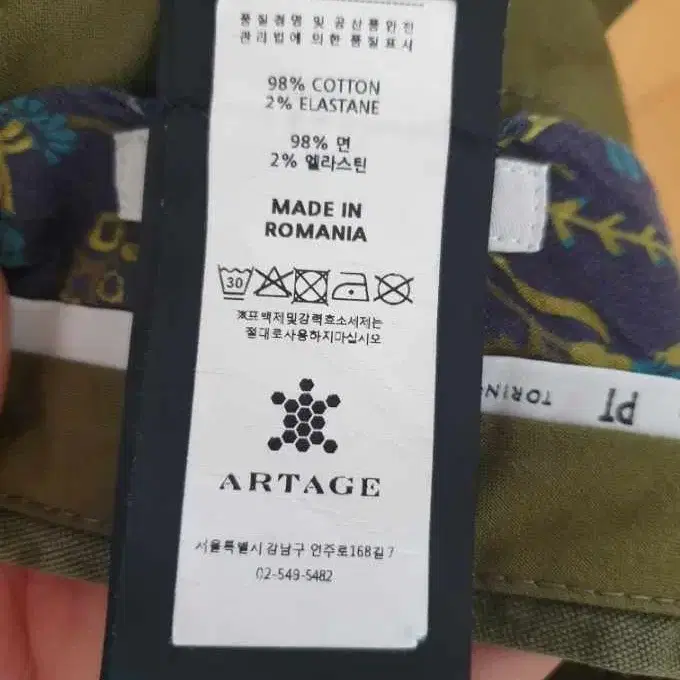 품질경영 및 공산품안전
관리법에 의한 품질표시
98% COTTON
2% ELASTANE
98% 면
2% 엘라스틴
MADE IN
ROMANIA
30
※표백제및강력효소세제는
절대로사용하지마십시오
ARTAGE
서울특별시 강남구 언주로168길 7
02-549-5482
PT
TORIN